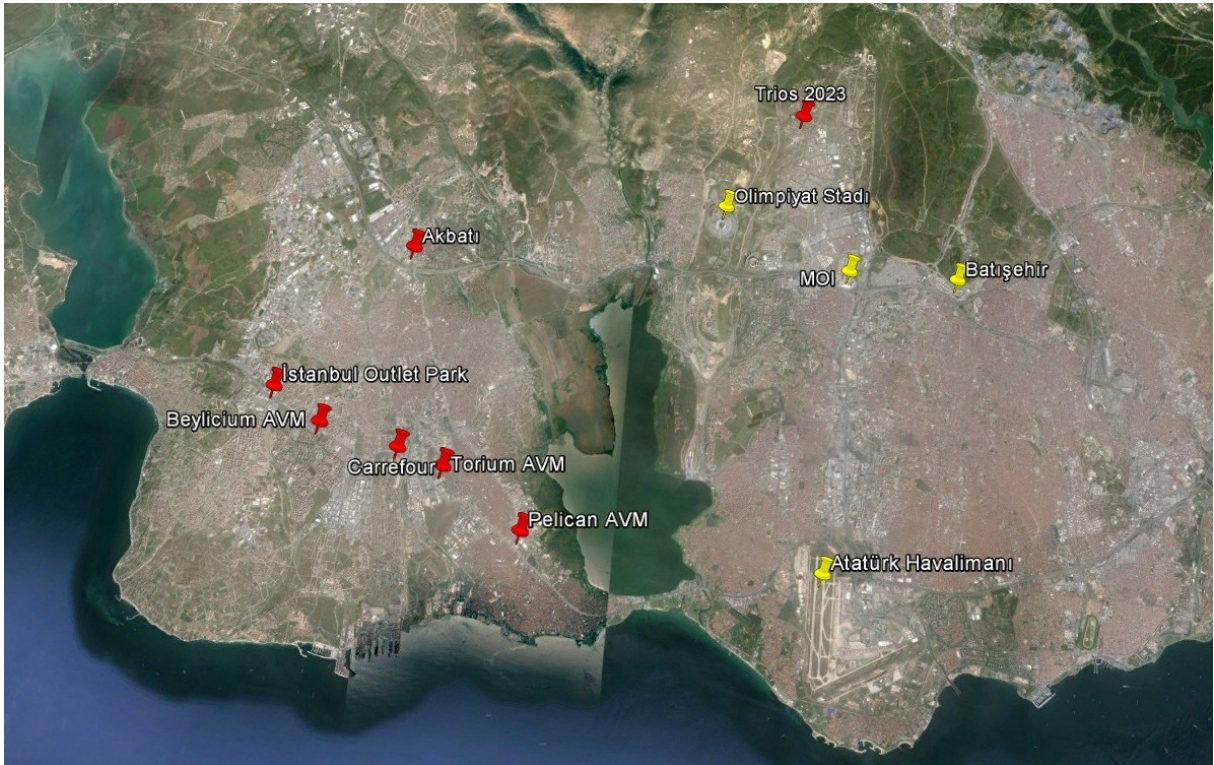 Trios 2023
Olimpiyat Stadı
Akbatı
MOI
Batışehir
İstanbul Outlet Park
Beylicium AVM
Carrefour
Torium AVM
Pelican AVM
Atatürk Havalimanı